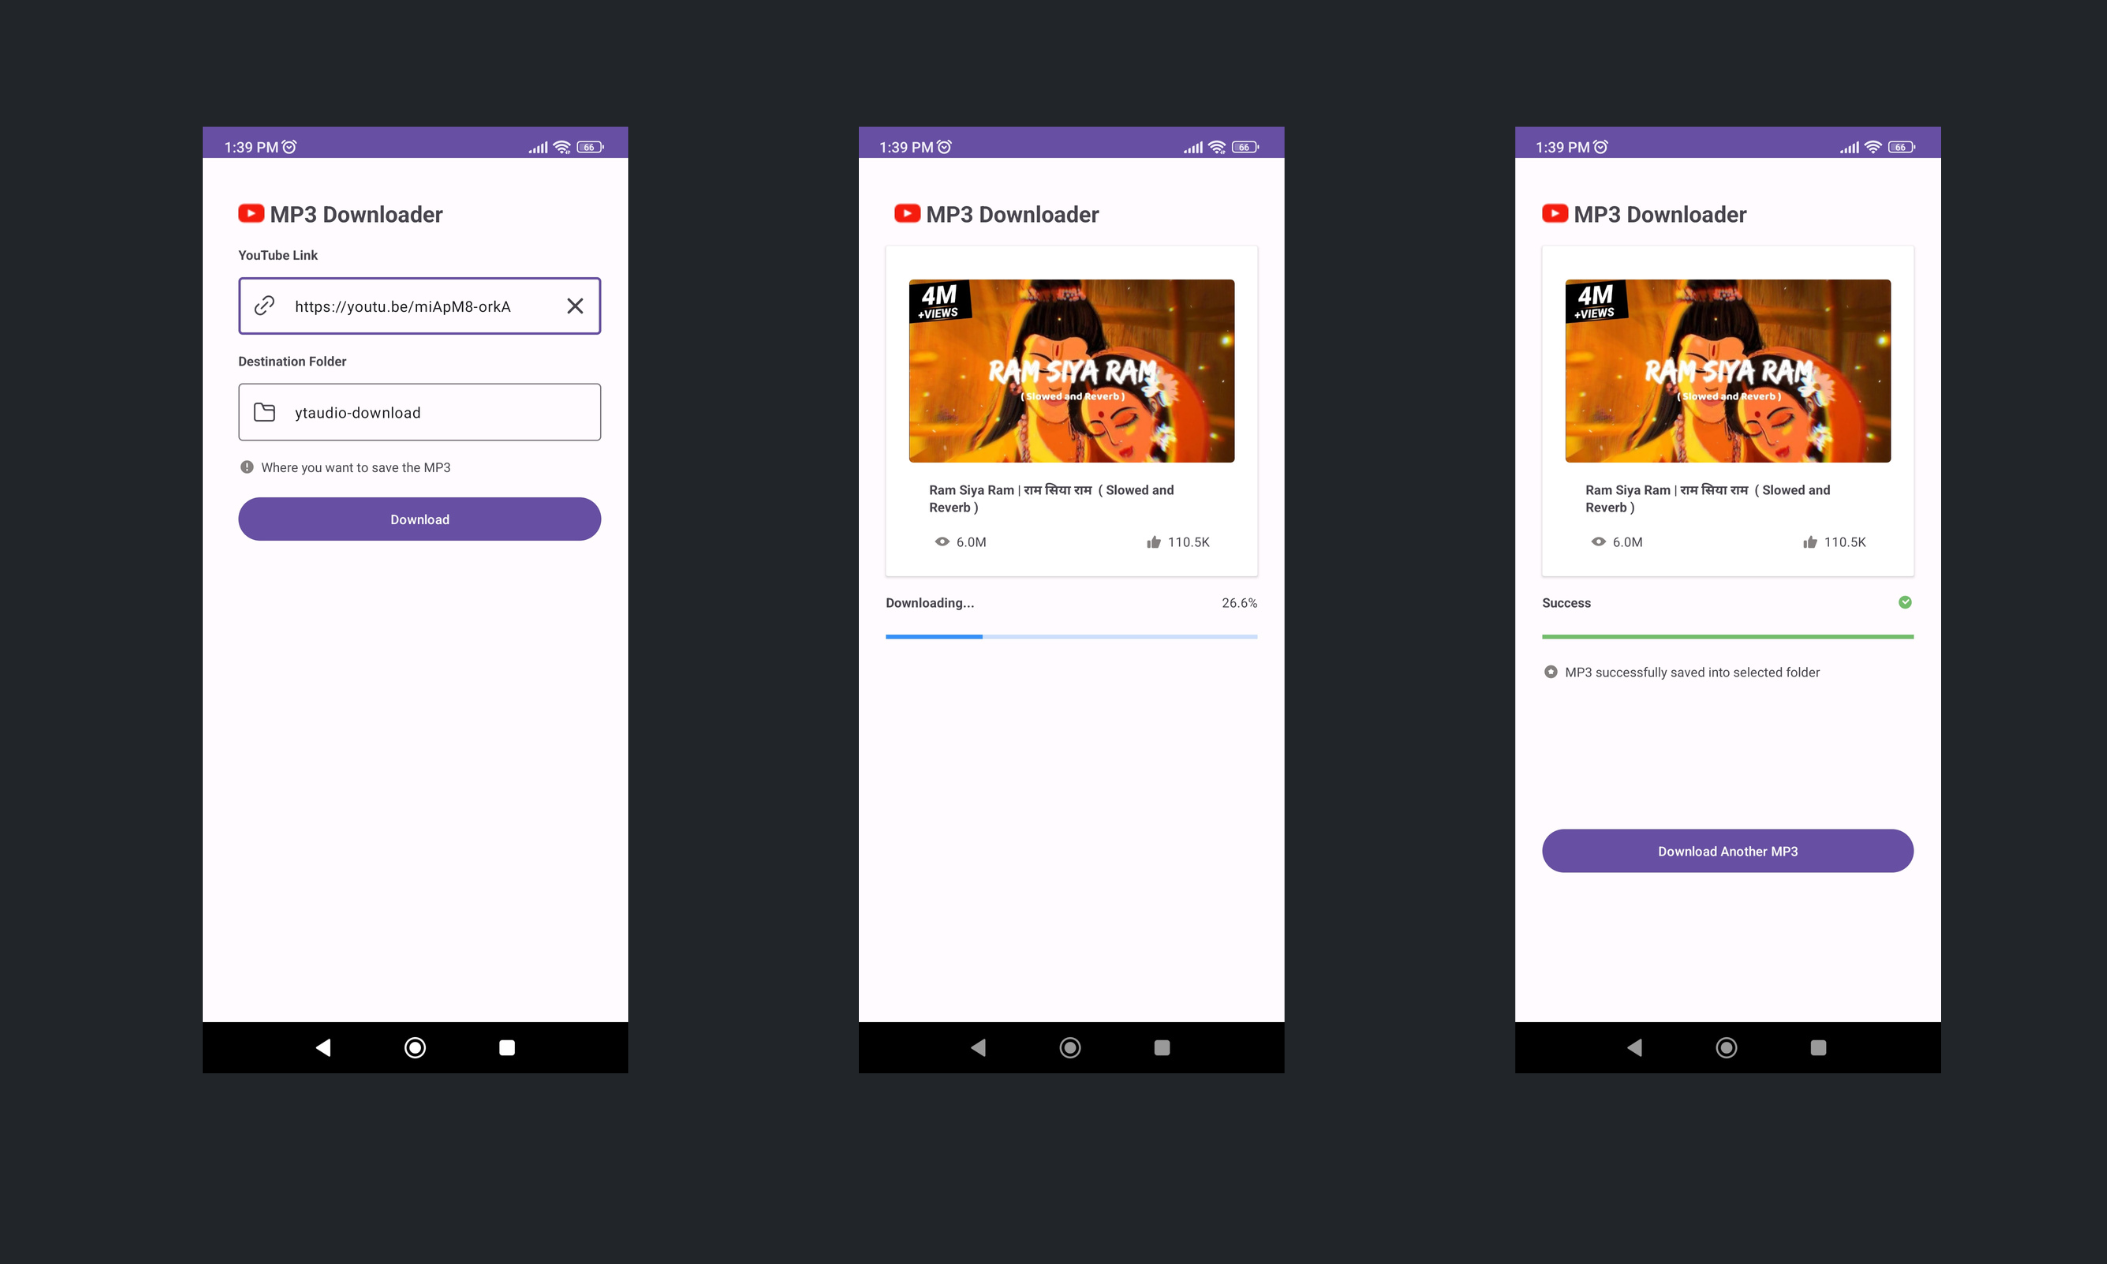 1:39 PM
66
MP3 Downloader
YouTube Link
https://youtu.be/miApM8-orkA
Destination Folder
ytaudio-download
Where you want to save the MP3
Download
1:39 PM
66
MP3 Downloader
4M
+VIEWS
RAM SIYA RAM
( Slowed and Reverb )
Ram Siya Ram | राम सिया राम ( Slowed and
Reverb )
6.0M
110.5K
Downloading...
26.6%
1:39 PM
66
MP3 Downloader
4M
+VIEWS
RAM SIYA RAM
( Slowed and Reverb )
Ram Siya Ram | राम सिया राम ( Slowed and
Reverb )
6.0M
110.5K
Success
MP3 successfully saved into selected folder
Download Another MP3